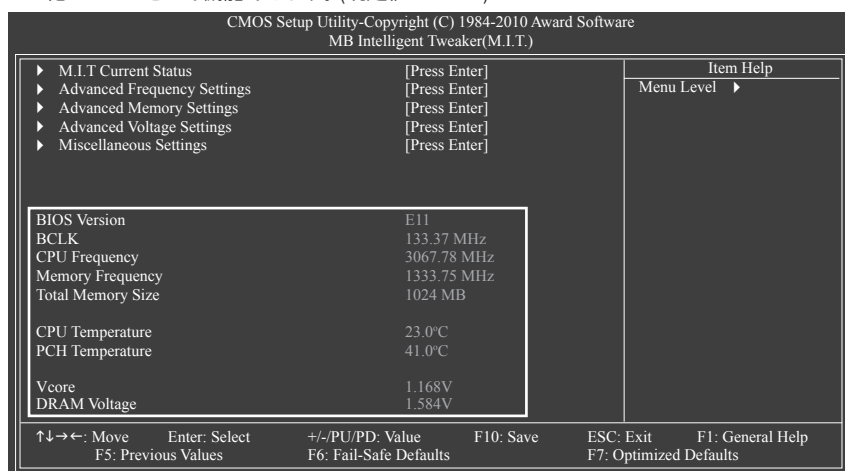 CMOS Setup Utility-Copyright (C) 1984-2010 Award Software
MB Intelligent Tweaker(M.I.T.)
M.I.T Current Status [Press Enter]
Advanced Frequency Settings [Press Enter]
Advanced Memory Settings [Press Enter]
Advanced Voltage Settings [Press Enter]
Miscellaneous Settings [Press Enter]
Item Help
Menu Level
BIOS Version E11
BCLK 133.37 MHz
CPU Frequency 3067.78 MHz
Memory Frequency 1333.75 MHz
Total Memory Size 1024 MB
CPU Temperature 23.0°C
PCH Temperature 41.0°C
Vcore 1.168V
DRAM Voltage 1.584V
↑↓→←: Move Enter: Select +/-/PU/PD: Value F10: Save ESC: Exit F1: General Help
F5: Previous Values F6: Fail-Safe Defaults F7: Optimized Defaults